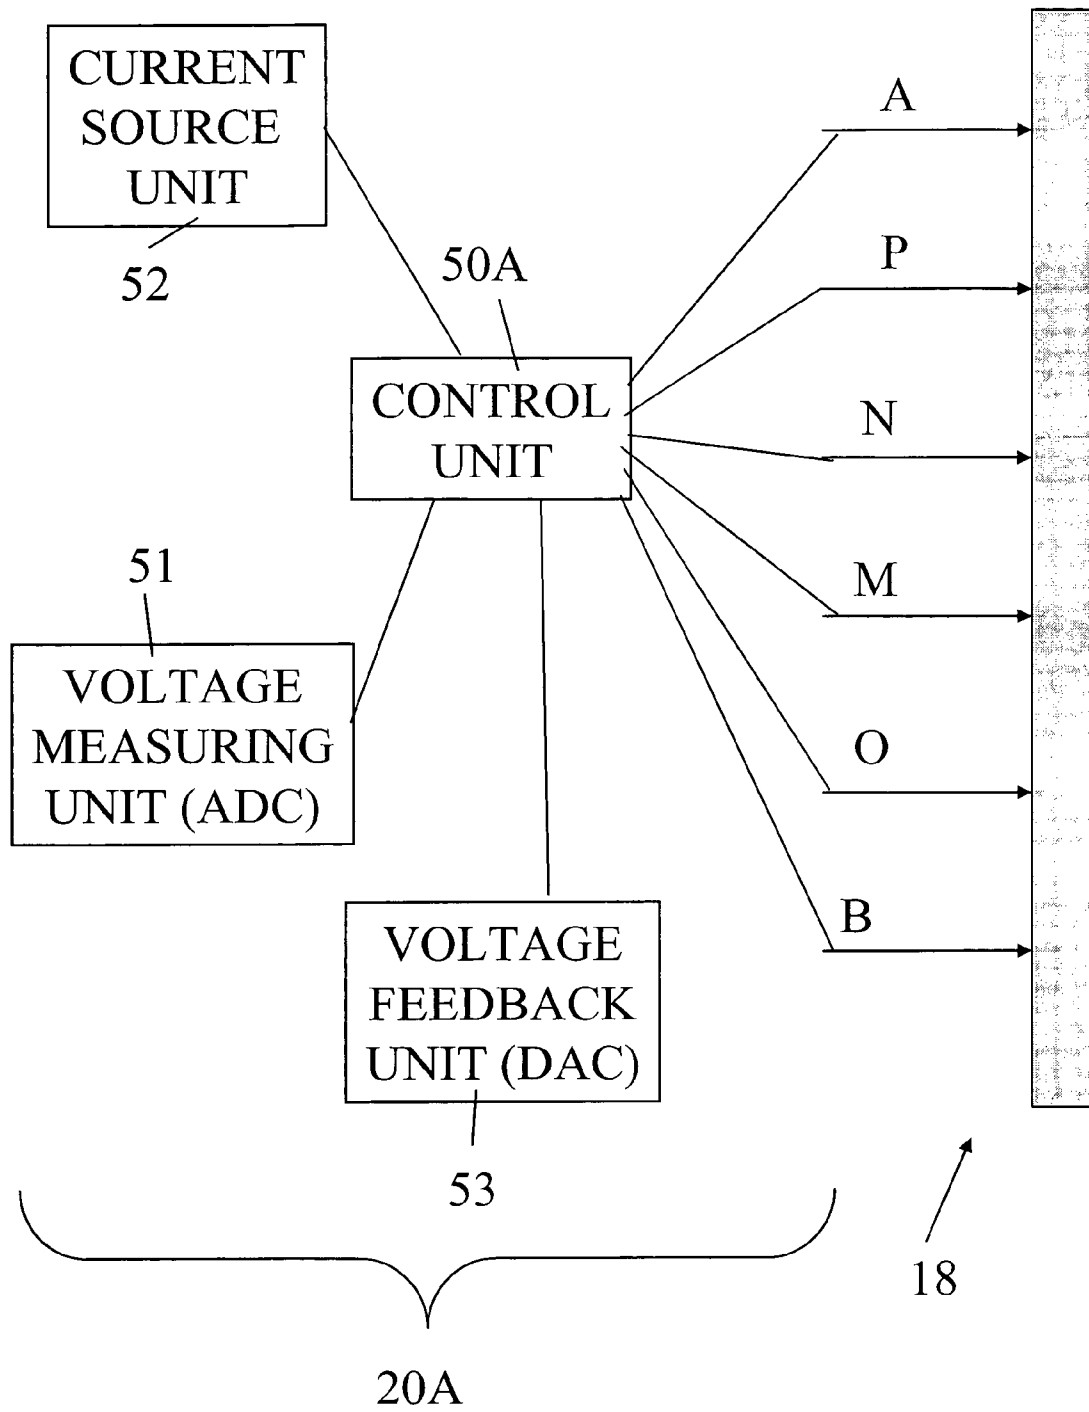 CURRENT
SOURCE
UNIT
52
A
P
50A
CONTROL
UNIT
N
M
51
VOLTAGE
MEASURING
UNIT (ADC)
O
B
VOLTAGE
FEEDBACK
UNIT (DAC)
53
18
20A